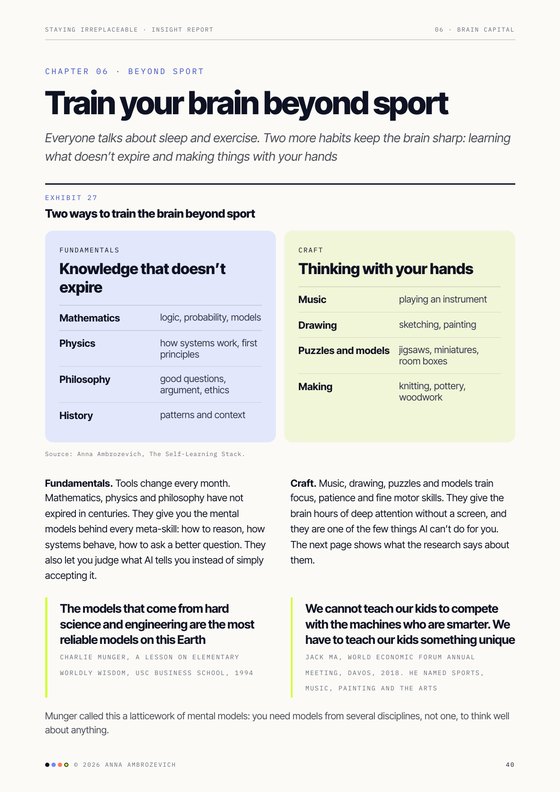 STAYING IRREPLACEABLE · INSIGHT REPORT
06 · BRAIN CAPITAL
CHAPTER 06 · BEYOND SPORT
Train your brain beyond sport
Everyone talks about sleep and exercise. Two more habits keep the brain sharp: learning
what doesn’t expire and making things with your hands
EXHIBIT 27
Two ways to train the brain beyond sport
FUNDAMENTALS
Knowledge that doesn’t
expire
Mathematics logic, probability, models
Physics how systems work, first
principles
Philosophy good questions,
argument, ethics
History patterns and context
CRAFT
Thinking with your hands
Music playing an instrument
Drawing sketching, painting
Puzzles and models jigsaws, miniatures,
room boxes
Making knitting, pottery,
woodwork
Source: Anna Ambrozevich, The Self-Learning Stack.
Fundamentals. Tools change every month.
Mathematics, physics and philosophy have not
expired in centuries. They give you the mental
models behind every meta-skill: how to reason, how
systems behave, how to ask a better question. They
also let you judge what AI tells you instead of simply
accepting it.
Craft. Music, drawing, puzzles and models train
focus, patience and fine motor skills. They give the
brain hours of deep attention without a screen, and
they are one of the few things AI can’t do for you.
The next page shows what the research says about
them.
The models that come from hard
science and engineering are the most
reliable models on this Earth
CHARLIE MUNGER, A LESSON ON ELEMENTARY
WORLDLY WISDOM, USC BUSINESS SCHOOL, 1994
We cannot teach our kids to compete
with the machines who are smarter. We
have to teach our kids something unique
JACK MA, WORLD ECONOMIC FORUM ANNUAL
MEETING, DAVOS, 2018. HE NAMED SPORTS,
MUSIC, PAINTING AND THE ARTS
Munger called this a latticework of mental models: you need models from several disciplines, not one, to think well
about anything.
© 2026 ANNA AMBROZEVICH
40